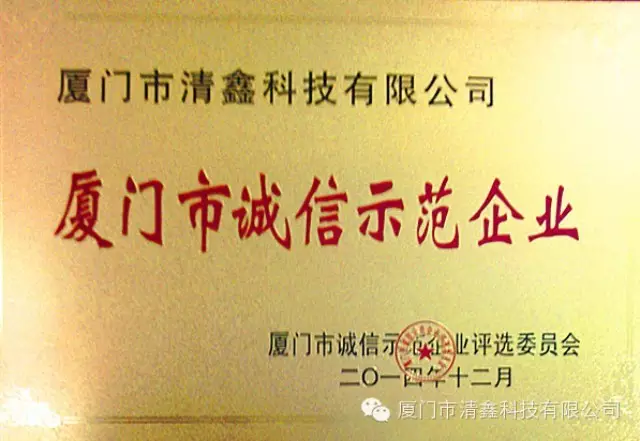 厦门市清鑫科技有限公司
厦门市诚信示范企业
厦门市诚信示范企业评选委员会
二〇一四年十二月
厦门市清鑫科技有限公司